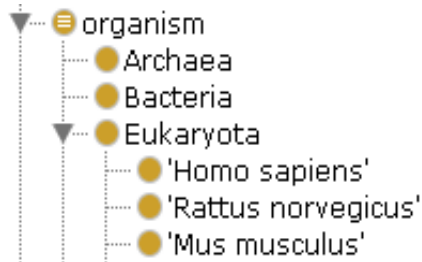 organism
Archaea
Bacteria
Eukaryota
'Homo sapiens'
'Rattus norvegicus'
'Mus musculus'